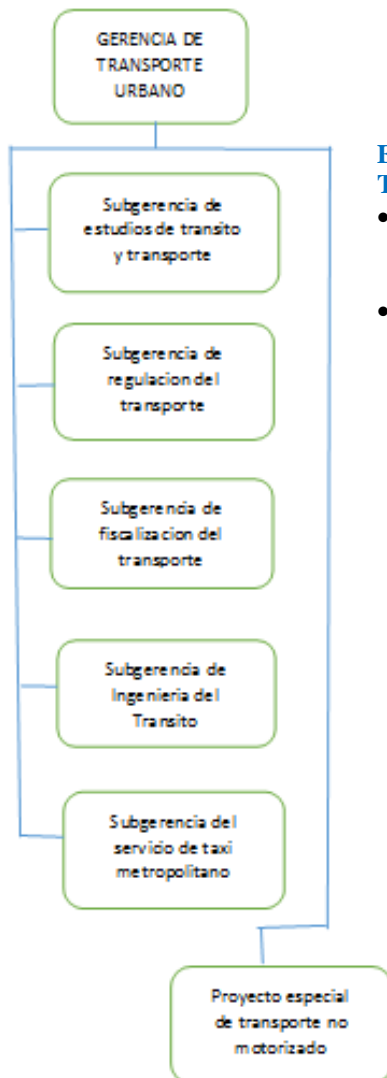 GERENCIA DE
TRANSPORTE
URBANO
Subgerencia de
estudios de transito
y transporte
Subgerencia de
regulacion del
transporte
Subgerencia de
fiscalizacion del
transporte
Subgerencia de
Ingenieria del
Transito
Subgerencia del
servicio de taxi
metropolitano
Proyecto especial
de transporte no
motorizado